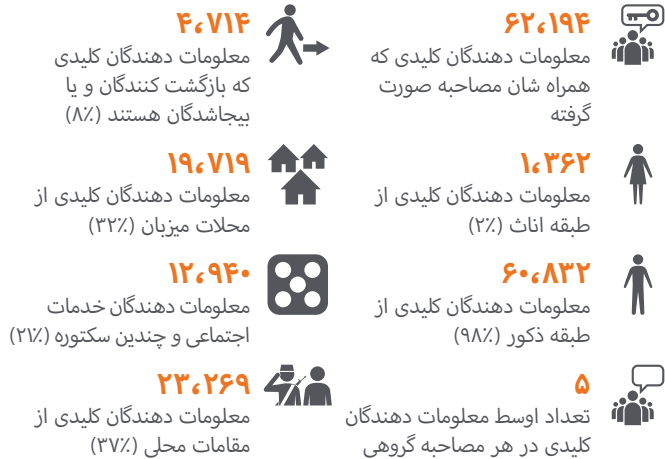 ۶۲،۱۹۴
معلومات دهندگان کلیدی که
همراه شان مصاحبه صورت
گرفته
۱،۳۶۲
معلومات دهندگان کلیدی از
طبقه اناث (۲٪)
۶۰،۸۳۲
معلومات دهندگان کلیدی از
طبقه ذکور (۹۸٪)
۵
تعداد اوسط معلومات دهندگان
کلیدی در هر مصاحبه گروهی
۴،۷۱۴
معلومات دهندگان کلیدی
که بازگشت کنندگان و یا
بیجاشدگان هستند (۸٪)
۱۹،۷۱۹
معلومات دهندگان کلیدی از
محلات میزبان (۳۲٪)
۱۲،۹۴۰
معلومات دهندگان خدمات
اجتماعی و چندین سکتوره (۲۱٪)
۲۳،۲۶۹
معلومات دهندگان کلیدی از
مقامات محلی (۳۷٪)